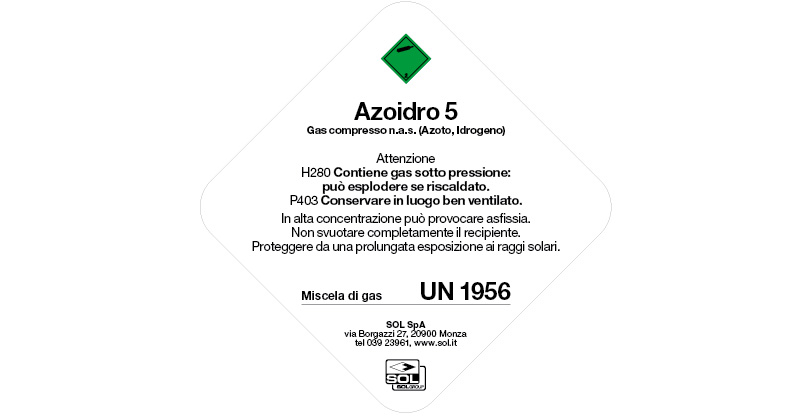 Azoidro 5
Gas compresso n.a.s. (Azoto, Idrogeno)
Attenzione
H280 Contiene gas sotto pressione:
può esplodere se riscaldato.
P403 Conservare in luogo ben ventilato.
In alta concentrazione può provocare asfissia.
Non svuotare completamente il recipiente.
Proteggere da una prolungata esposizione ai raggi solari.
Miscela di gas UN 1956
SOL SpA
via Borgazzi 27, 20900 Monza
tel 039 23961, www.sol.it
SOL
SOLGROUP